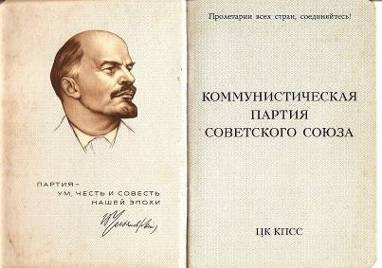 ПАРТИЯ –
УМ, ЧЕСТЬ И СОВЕСТЬ
НАШЕЙ ЭПОХИ
Пролетарии всех стран, соединяйтесь!
КОММУНИСТИЧЕСКАЯ
ПАРТИЯ
СОВЕТСКОГО СОЮЗА
ЦК КПСС